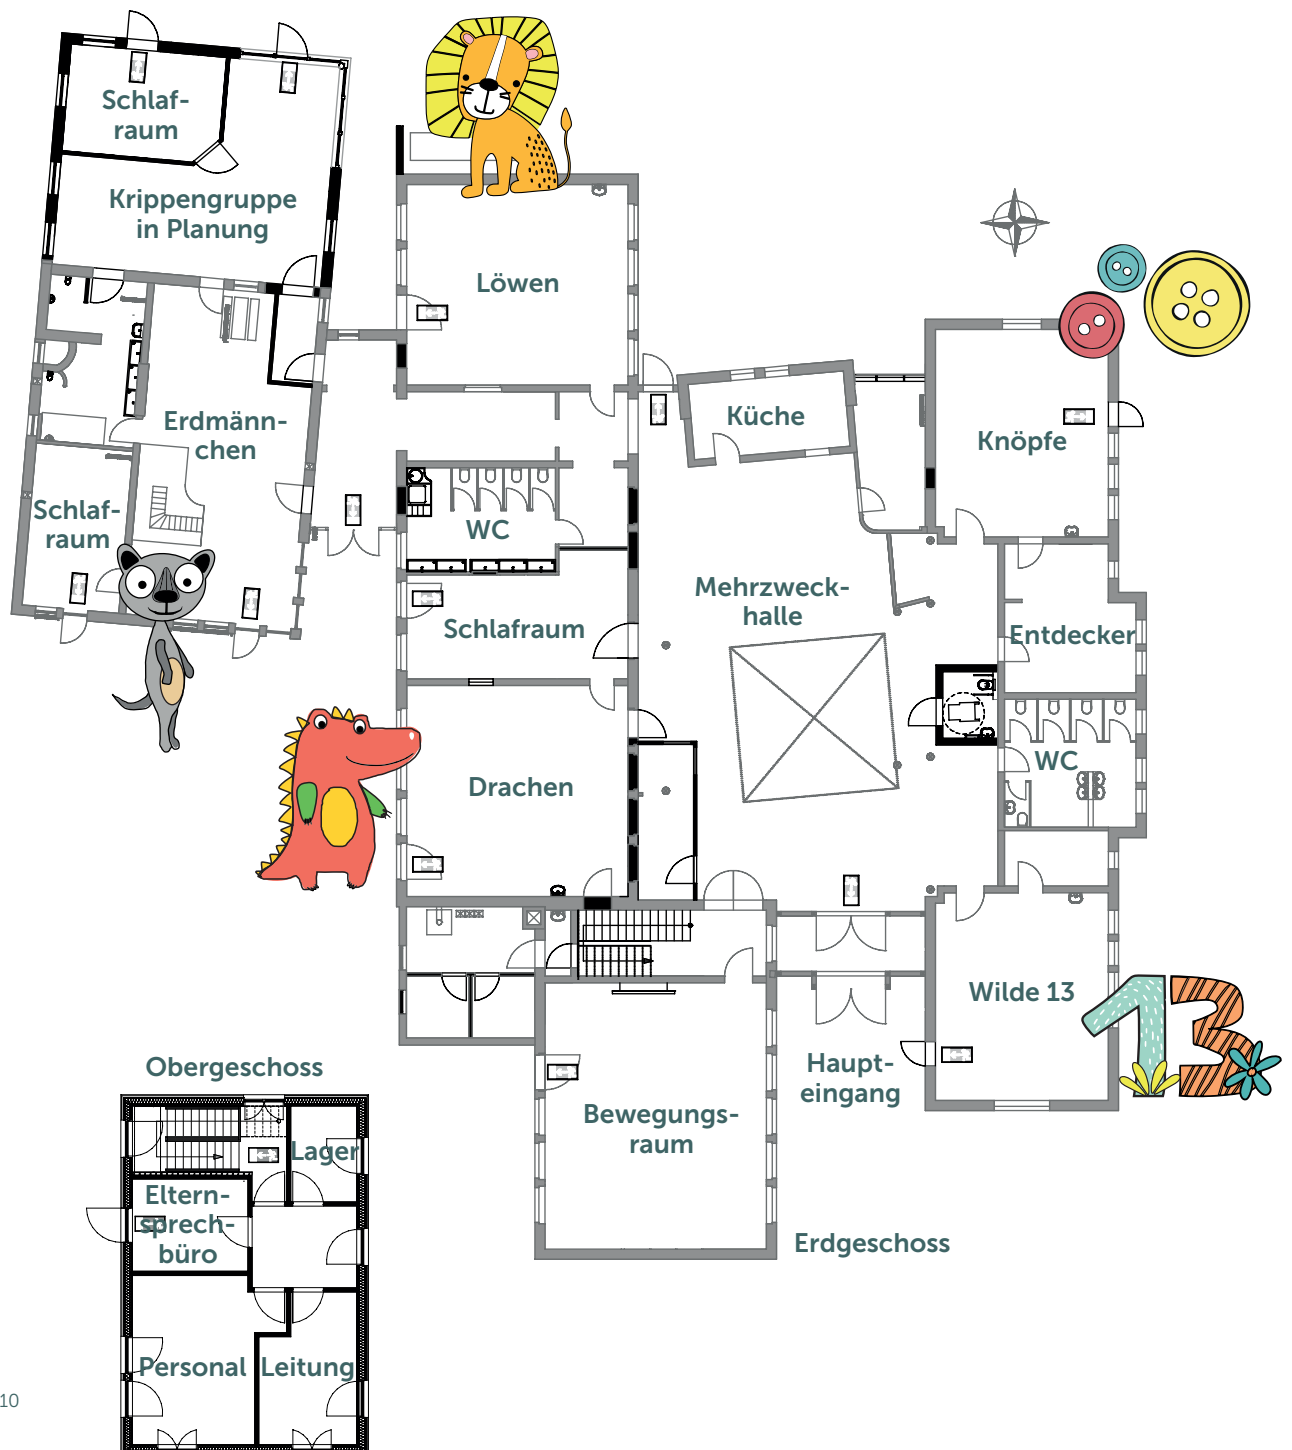 Schlaf-
raum
Krippengruppe
in Planung
Löwen
Küche
Knöpfe
Erdmänn-
chen
Schlaf-
raum
WC
Mehrzweck-
halle
Schlafraum
Entdecker
WC
Drachen
Wilde 13
13
Haupt-
eingang
Bewegungs-
raum
Erdgeschoss
Obergeschoss
Lager
Eltern-
sprech-
büro
Personal
Leitung
10